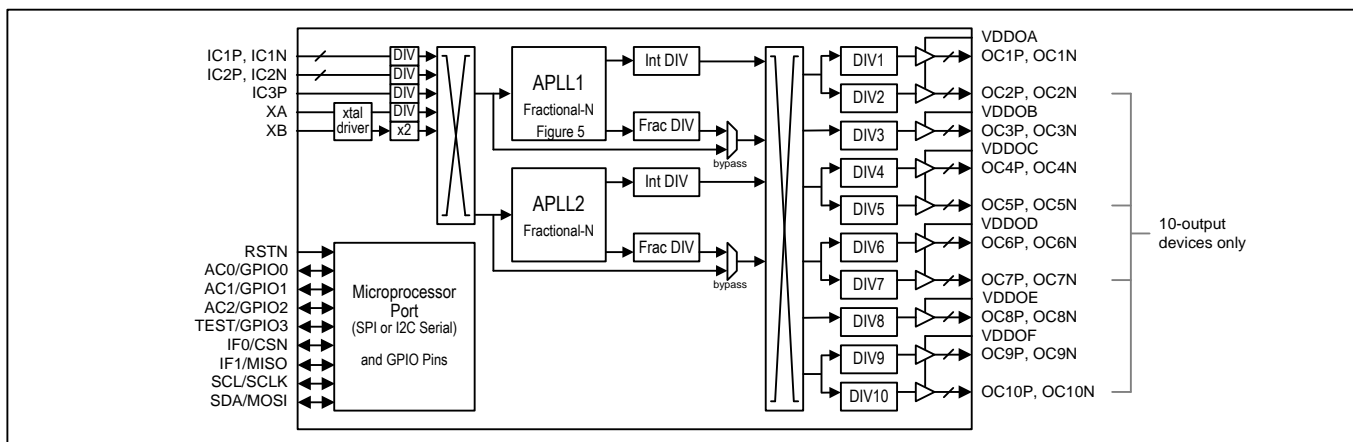 IC1P, IC1N
IC2P, IC2N
IC3P
XA
XB
xtal
driver
DIV
DIV
DIV
DIV
x2
APLL1
Fractional-N
Figure 5
Int DIV
Frac DIV
bypass
APLL2
Fractional-N
Int DIV
Frac DIV
bypass
RSTN
AC0/GPIO0
AC1/GPIO1
AC2/GPIO2
TEST/GPIO3
IF0/CSN
IF1/MISO
SCL/SCLK
SDA/MOSI
Microprocessor
Port
(SPI or I2C Serial)
and GPIO Pins
DIV1
DIV2
DIV3
DIV4
DIV5
DIV6
DIV7
DIV8
DIV9
DIV10
VDDOA
OC1P, OC1N
OC2P, OC2N
VDDOB
OC3P, OC3N
VDDOC
OC4P, OC4N
OC5P, OC5N
VDDOD
OC6P, OC6N
OC7P, OC7N
VDDOE
OC8P, OC8N
VDDOF
OC9P, OC9N
OC10P, OC10N
10-output
devices only